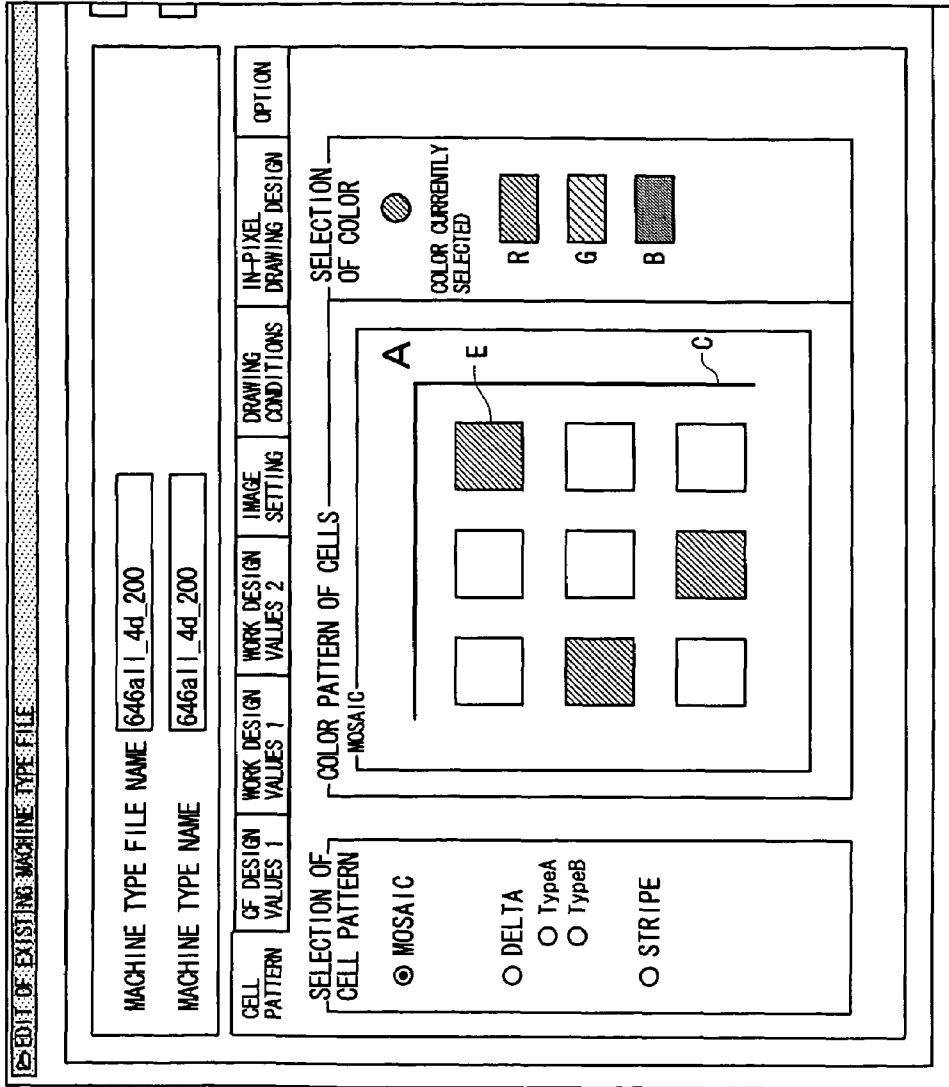 EDIT OF EXISTING MACHINE TYPE FILE
MACHINE TYPE FILE NAME 646all_4d_200
MACHINE TYPE NAME 646all_4d_200
CELL
PATTERN
CF DESIGN
VALUES 1
WORK DESIGN
VALUES 1
WORK DESIGN
VALUES 2
IMAGE
SETTING
DRAWING
CONDITIONS
IN-PIXEL
DRAWING DESIGN
OPTION
SELECTION OF
CELL PATTERN
MOSAIC
DELTA
TypeA
TypeB
STRIPE
COLOR PATTERN OF CELLS
MOSAIC
A
E
C
SELECTION
OF COLOR
COLOR CURRENTLY
SELECTED
R
G
B